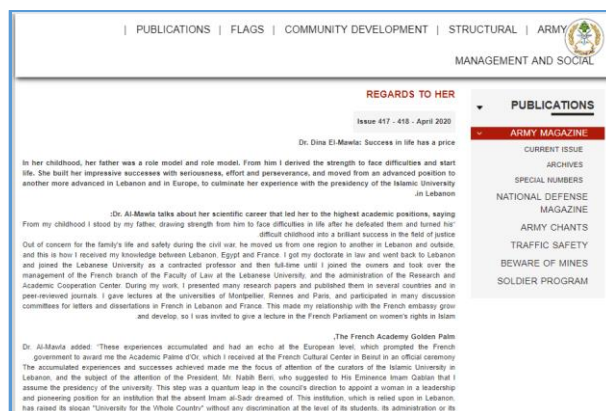 | PUBLICATIONS | FLAGS | COMMUNITY DEVELOPMENT | STRUCTURAL | ARMY
MANAGEMENT AND SOCIAL
REGARDS TO HER
Issue 417 - 418 - April 2020
Dr. Dina El-Mawla: Success in life has a price
In her childhood, her father was a role model and role model. From him I derived the strength to face difficulties and start
life. She built her impressive successes with seriousness, effort and perseverance, and moved from an advanced position to
another more advanced in Lebanon and in Europe, to culminate her experience with the presidency of the Islamic University
.in Lebanon
:Dr. Al-Mawla talks about her scientific career that led her to the highest academic positions, saying
From my childhood I stood by my father, drawing strength from him to face difficulties in life after he defeated them and turned his"
.difficult childhood into a brilliant success in the field of justice
Out of concern for the family's life and safety during the civil war, he moved us from one region to another in Lebanon and outside,
and this is how I received my knowledge between Lebanon, Egypt and France. I got my doctorate in law and went back to Lebanon
and joined the Lebanese University as a contracted professor and then full-time until I joined the owners and took over the
management of the French branch of the Faculty of Law at the Lebanese University, and the administration of the Research and
Academic Cooperation Center. During my work, I presented many research papers and published them in several countries and in
peer-reviewed journals. I gave lectures at the universities of Montpellier, Rennes and Paris, and participated in many discussion
committees for letters and dissertations in French in Lebanon and France. This made my relationship with the French embassy grow
.and develop, so I was invited to give a lecture in the French Parliament on women's rights in Islam
,The French Academy Golden Palm
Dr. Al-Mawla added: "These experiences accumulated and had an echo at the European level, which prompted the French
.government to award me the Academic Palme d'Or, which I received at the French Cultural Center in Beirut in an official ceremony
The accumulated experiences and successes achieved made me the focus of attention of the curators of the Islamic University in
Lebanon, and the subject of the attention of the President, Mr. Nabih Berri, who suggested to His Eminence Imam Qabalan that I
assume the presidency of the university. This step was a quantum leap in the council's direction to appoint a woman in a leadership
and pioneering position for an institution that the absent Imam al-Sadr dreamed of. This institution, which is relied upon in Lebanon,
has raised its slogan "University for the Whole Country" without any discrimination at the level of its students, its administration or its
PUBLICATIONS
ARMY MAGAZINE
CURRENT ISSUE
ARCHIVES
SPECIAL NUMBERS
NATIONAL DEFENSE
MAGAZINE
ARMY CHANTS
TRAFFIC SAFETY
BEWARE OF MINES
SOLDIER PROGRAM